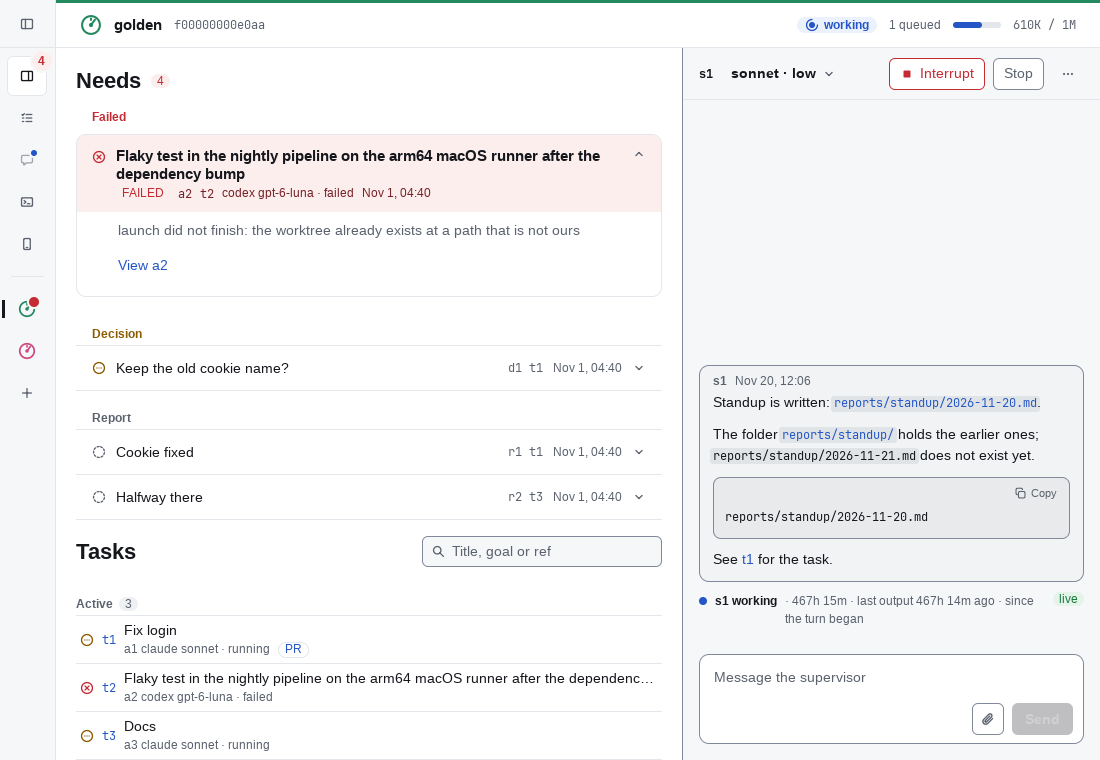 golden f00000000e0aa working 1 queued 610K / 1M
4
Needs 4
Failed
Flaky test in the nightly pipeline on the arm64 macOS runner after the
dependency bump
FAILED a2 t2 codex gpt-6-luna · failed Nov 1, 04:40
launch did not finish: the worktree already exists at a path that is not ours
View a2
Decision
Keep the old cookie name? d1 t1 Nov 1, 04:40
Report
Cookie fixed r1 t1 Nov 1, 04:40
Halfway there r2 t3 Nov 1, 04:40
Tasks
Title, goal or ref
Active 3
t1 Fix login
a1 claude sonnet · running PR
t2 Flaky test in the nightly pipeline on the arm64 macOS runner after the dependenc…
a2 codex gpt-6-luna · failed
t3 Docs
a3 claude sonnet · running
s1 sonnet · low Interrupt Stop
s1 Nov 20, 12:06
Standup is written: reports/standup/2026-11-20.md.
The folder reports/standup/ holds the earlier ones;
reports/standup/2026-11-21.md does not exist yet.
Copy
reports/standup/2026-11-20.md
See t1 for the task.
s1 working · 467h 15m · last output 467h 14m ago · since live
the turn began
Message the supervisor
Send